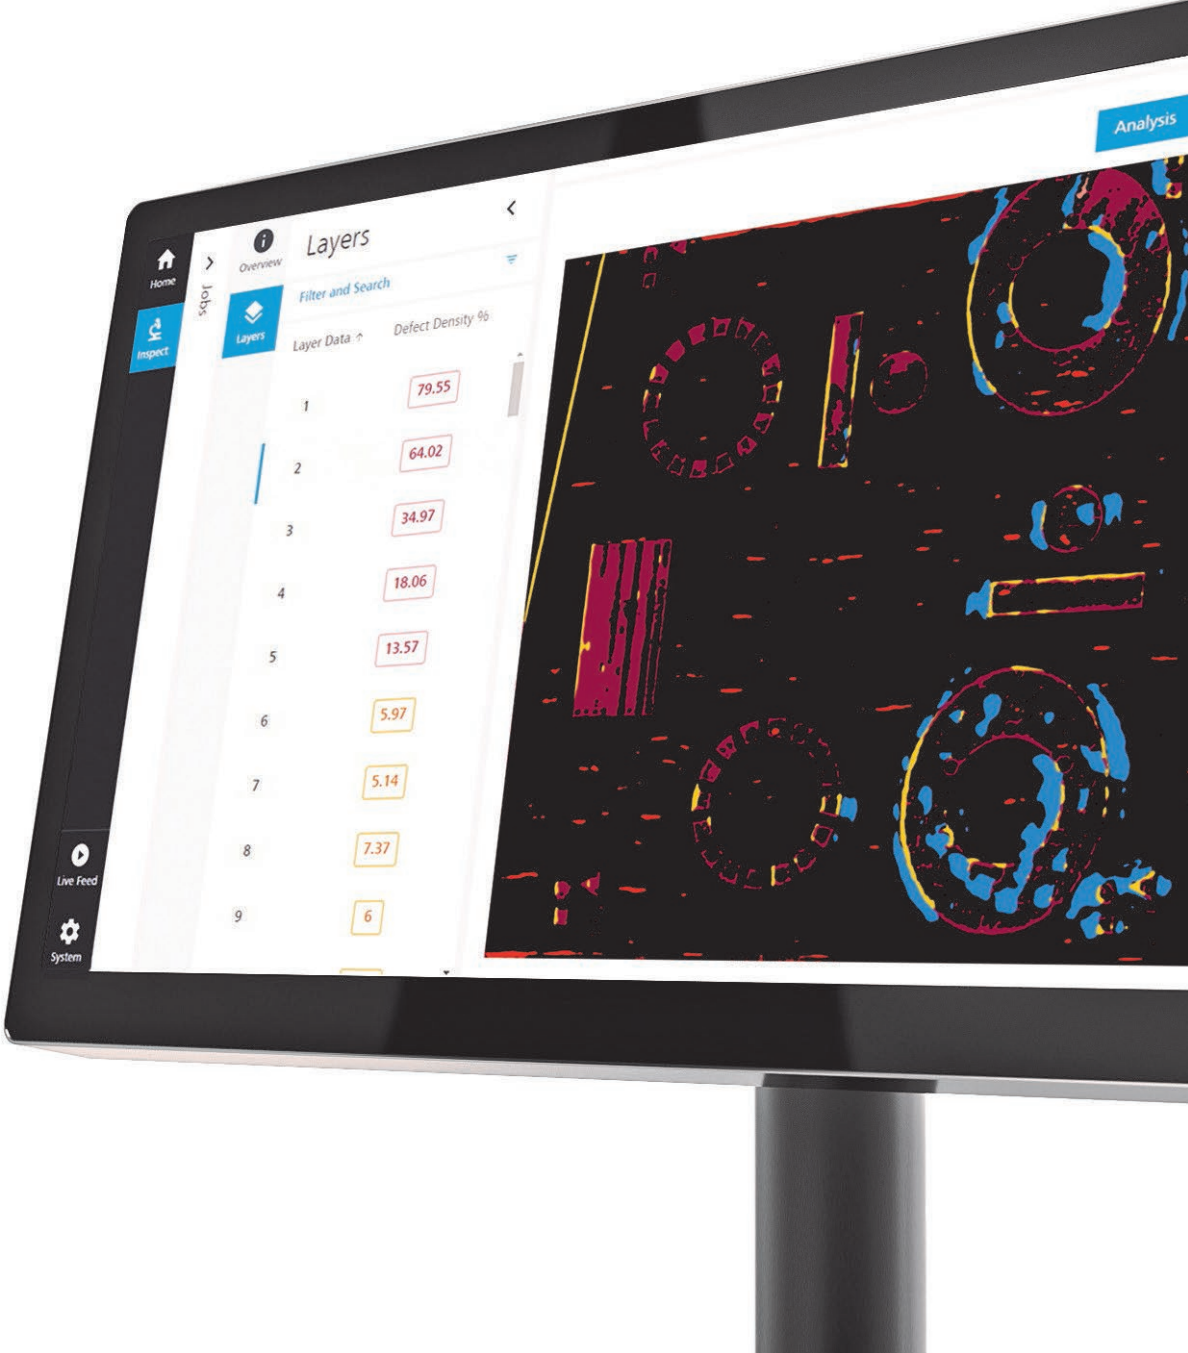 Analysis
Home
Inspect
Live Feed
System
Jobs
Overview
Layers
Layers
Filter and Search
Layer Data ↑ Defect Density %
1 79.55
2 64.02
3 34.97
4 18.06
5 13.57
6 5.97
7 5.14
8 7.37
9 6